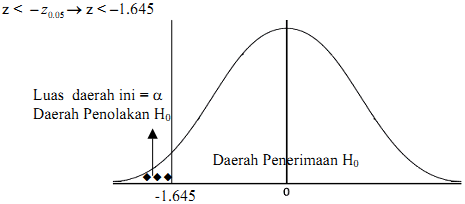 z < −z0.05 → z < −1.645
Luas daerah ini = α
Daerah Penolakan H0
Daerah Penerimaan H0
-1.645
0